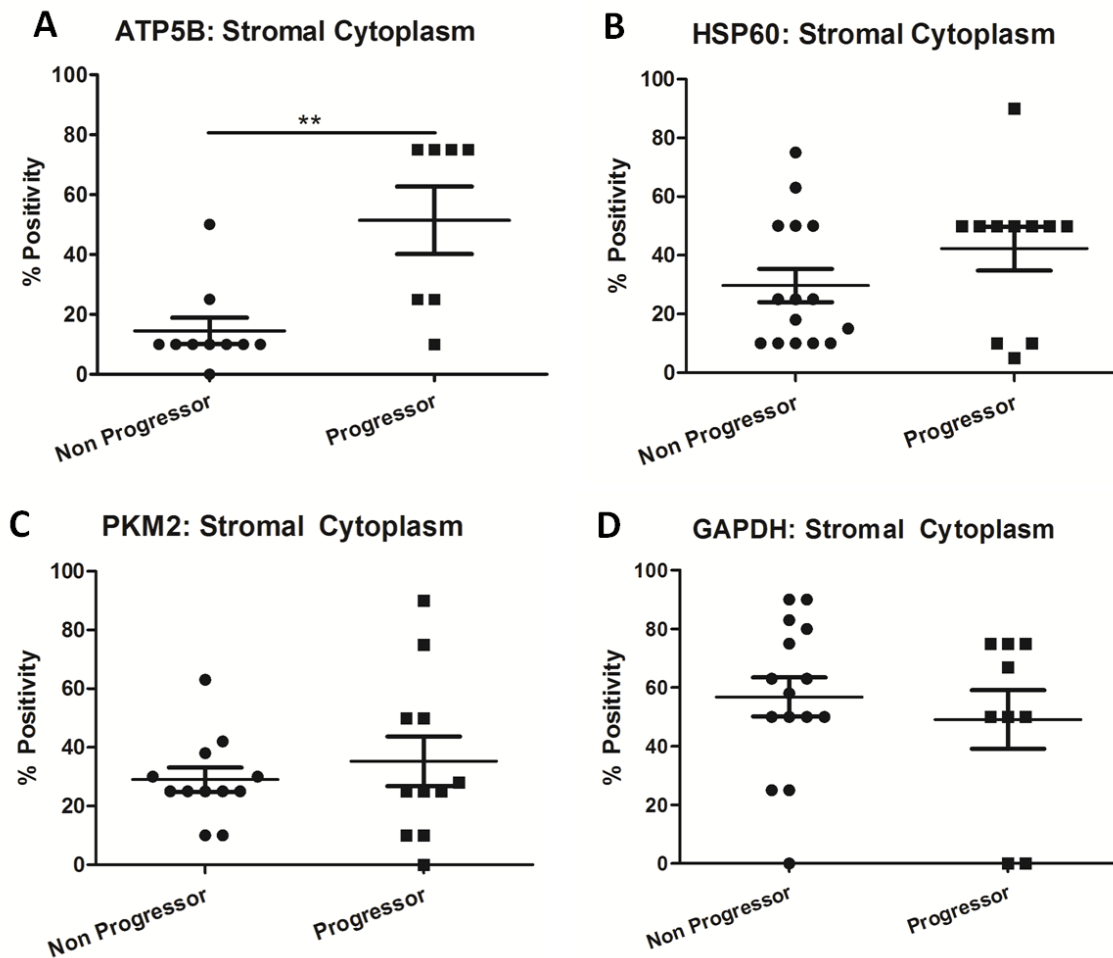 A
ATP5B: Stromal Cytoplasm
% Positivity
100
80
60
40
20
0
**
Non Progressor
Progressor
B
HSP60: Stromal Cytoplasm
% Positivity
100
80
60
40
20
0
Non Progressor
Progressor
C
PKM2: Stromal Cytoplasm
% Positivity
100
80
60
40
20
0
Non Progressor
Progressor
D
GAPDH: Stromal Cytoplasm
% Positivity
100
80
60
40
20
0
Non Progressor
Progressor